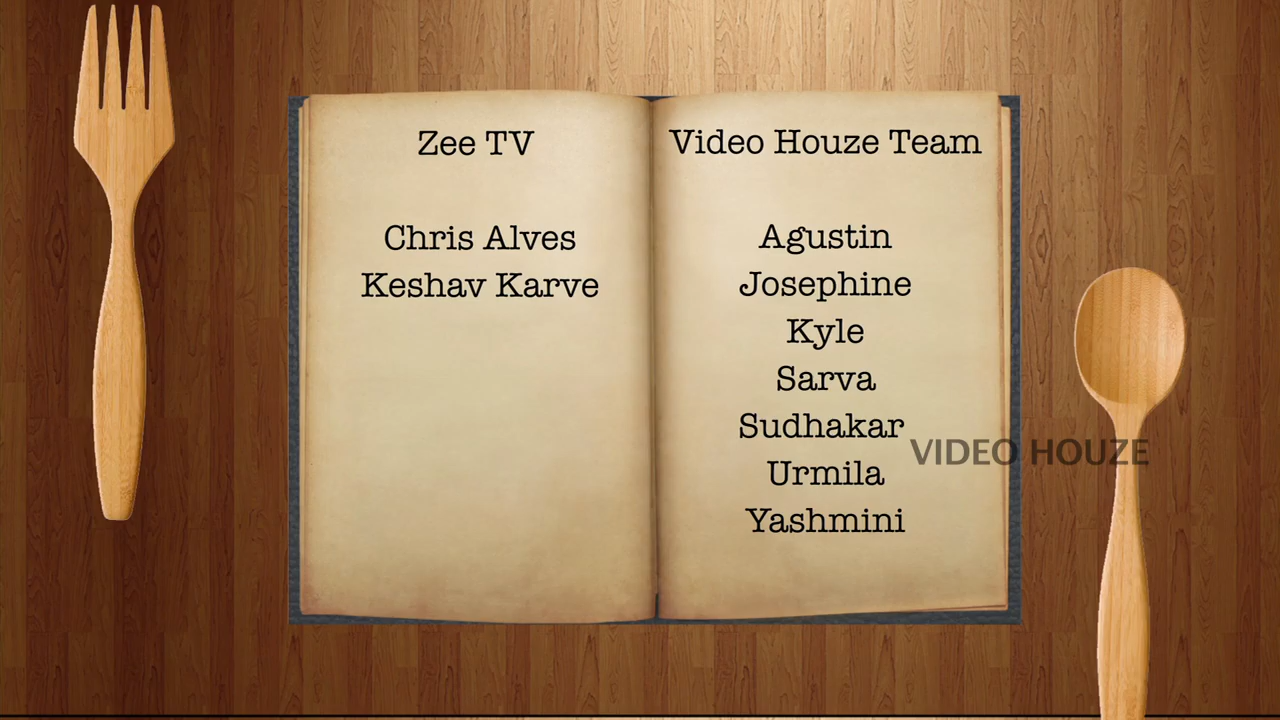 Zee TV
Chris Alves
Keshav Karve
Video Houze Team
Agustin
Josephine
Kyle
Sarva
Sudhakar
Urmila
Yashmini
VIDEO HOUZE